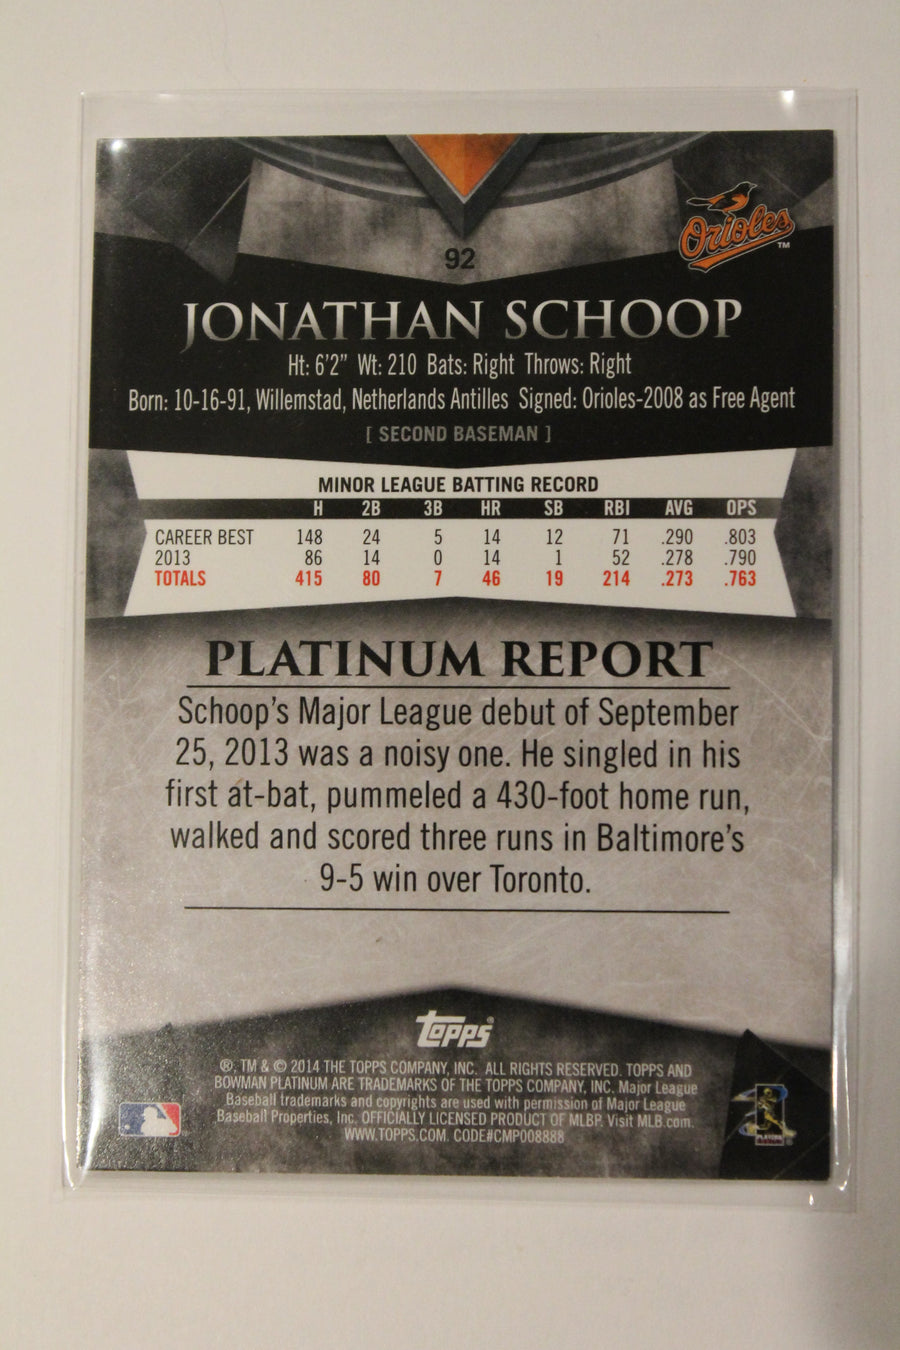 Orioles TM
92
JONATHAN SCHOOP
Ht: 6'2" Wt: 210 Bats: Right Throws: Right
Born: 10-16-91, Willemstad, Netherlands Antilles Signed: Orioles-2008 as Free Agent
[ SECOND BASEMAN ]
MINOR LEAGUE BATTING RECORD
H 2B 3B HR SB RBI AVG OPS
CAREER BEST 148 24 5 14 12 71 .290 .803
2013 86 14 0 14 1 52 .278 .790
TOTALS 415 80 7 46 19 214 .273 .763
PLATINUM REPORT
Schoop's Major League debut of September
25, 2013 was a noisy one. He singled in his
first at-bat, pummeled a 430-foot home run,
walked and scored three runs in Baltimore's
9-5 win over Toronto.
Topps®
®, TM & © 2014 THE TOPPS COMPANY, INC. ALL RIGHTS RESERVED. TOPPS AND
BOWMAN PLATINUM ARE TRADEMARKS OF THE TOPPS COMPANY, INC. Major League
Baseball trademarks and copyrights are used with permission of Major League
Baseball Properties, Inc. OFFICIALLY LICENSED PRODUCT OF MLBP. Visit MLB.com.
WWW.TOPPS.COM. CODE#CMP008888